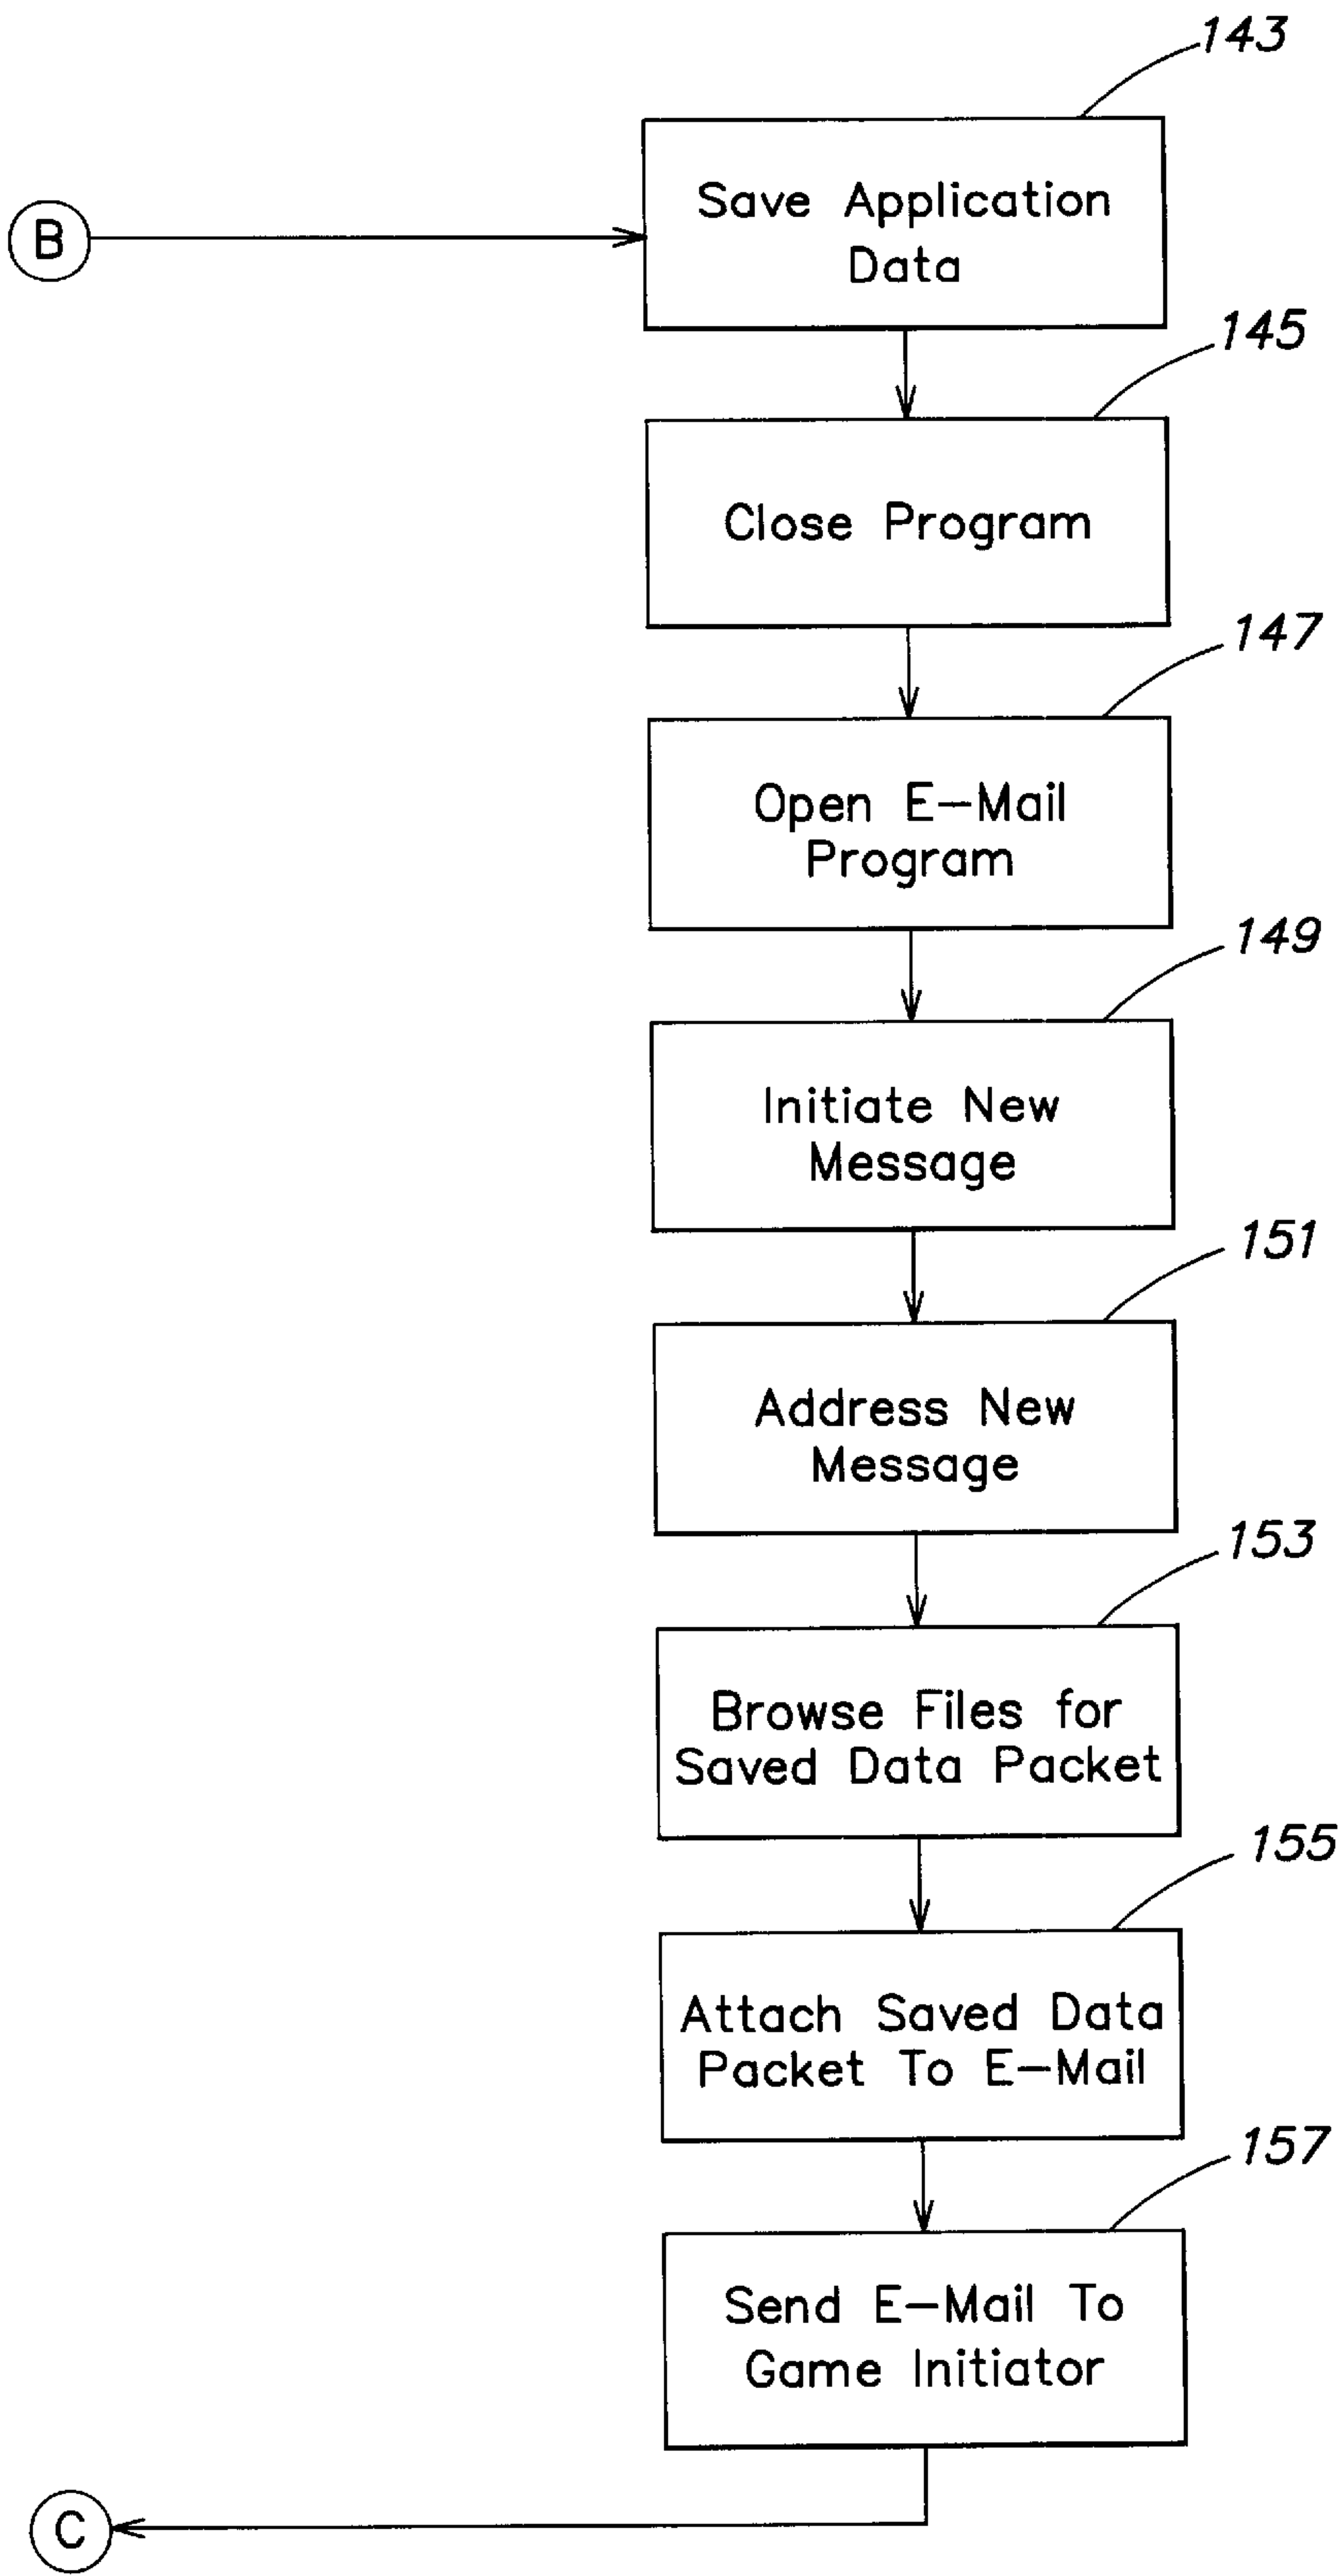 143
B
Save Application
Data
145
Close Program
147
Open E-Mail
Program
149
Initiate New
Message
151
Address New
Message
153
Browse Files for
Saved Data Packet
155
Attach Saved Data
Packet To E-Mail
157
Send E-Mail To
Game Initiator
C